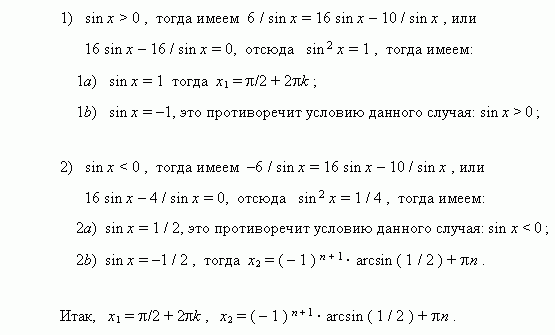 1) sin x > 0 , тогда имеем 6 / sin x = 16 sin x – 10 / sin x , или
16 sin x – 16 / sin x = 0, отсюда sin ² x = 1 , тогда имеем:
1a) sin x = 1 тогда x₁ = π/2 + 2πk ;
1b) sin x = –1, это противоречит условию данного случая: sin x > 0 ;
2) sin x < 0 , тогда имеем –6 / sin x = 16 sin x – 10 / sin x , или
16 sin x – 4 / sin x = 0, отсюда sin ² x = 1 / 4 , тогда имеем:
2a) sin x = 1 / 2, это противоречит условию данного случая: sin x < 0 ;
2b) sin x = –1 / 2 , тогда x₂ = ( – 1 ) ⁿ ⁺ ¹ · arcsin ( 1 / 2 ) + πn .
Итак, x₁ = π/2 + 2πk , x₂ = ( – 1 ) ⁿ ⁺ ¹ · arcsin ( 1 / 2 ) + πn .